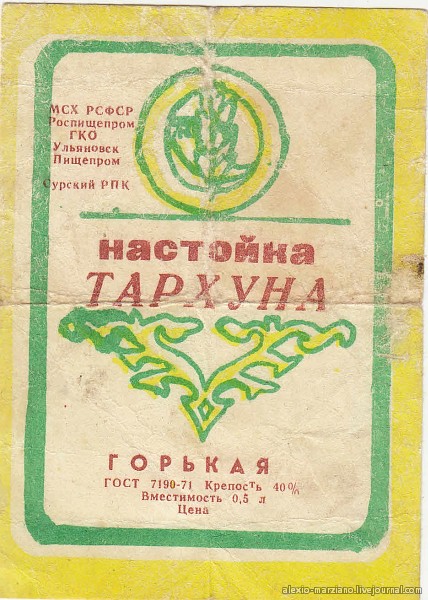 МСХ РСФСР
Роспищепром
ГКО
Ульяновск
Пищепром
Сурский РПК
настойна
ТАРХУНА
ГОРЬКАЯ
ГОСТ 7190-71 Крепость 40%
Вместимость 0,5 л
Цена
alexio-marziano.livejournal.com